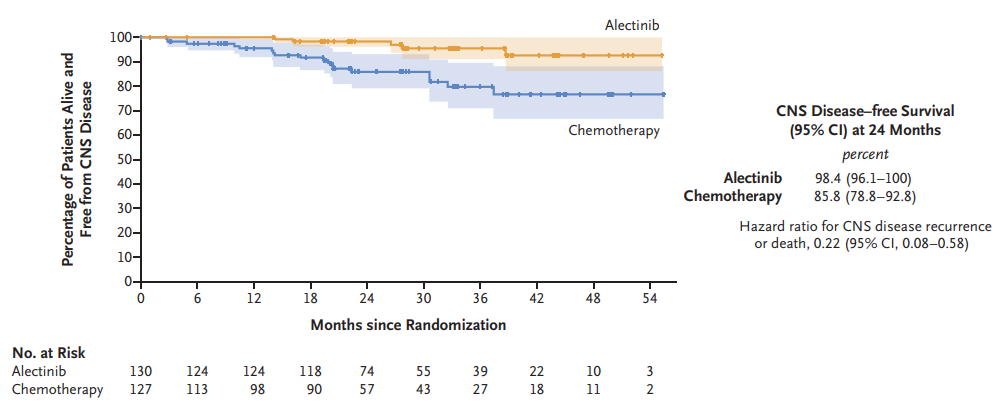 Alectinib
Percentage of Patients Alive and
Free from CNS Disease
100
90
80
70
60
50
40
30
20
10
0
Chemotherapy
0 6 12 18 24 30 36 42 48 54
Months since Randomization
CNS Disease–free Survival
(95% CI) at 24 Months
percent
Alectinib 98.4 (96.1–100)
Chemotherapy 85.8 (78.8–92.8)
Hazard ratio for CNS disease recurrence
or death, 0.22 (95% CI, 0.08–0.58)
No. at Risk
Alectinib 130 124 124 118 74 55 39 22 10 3
Chemotherapy 127 113 98 90 57 43 27 18 11 2